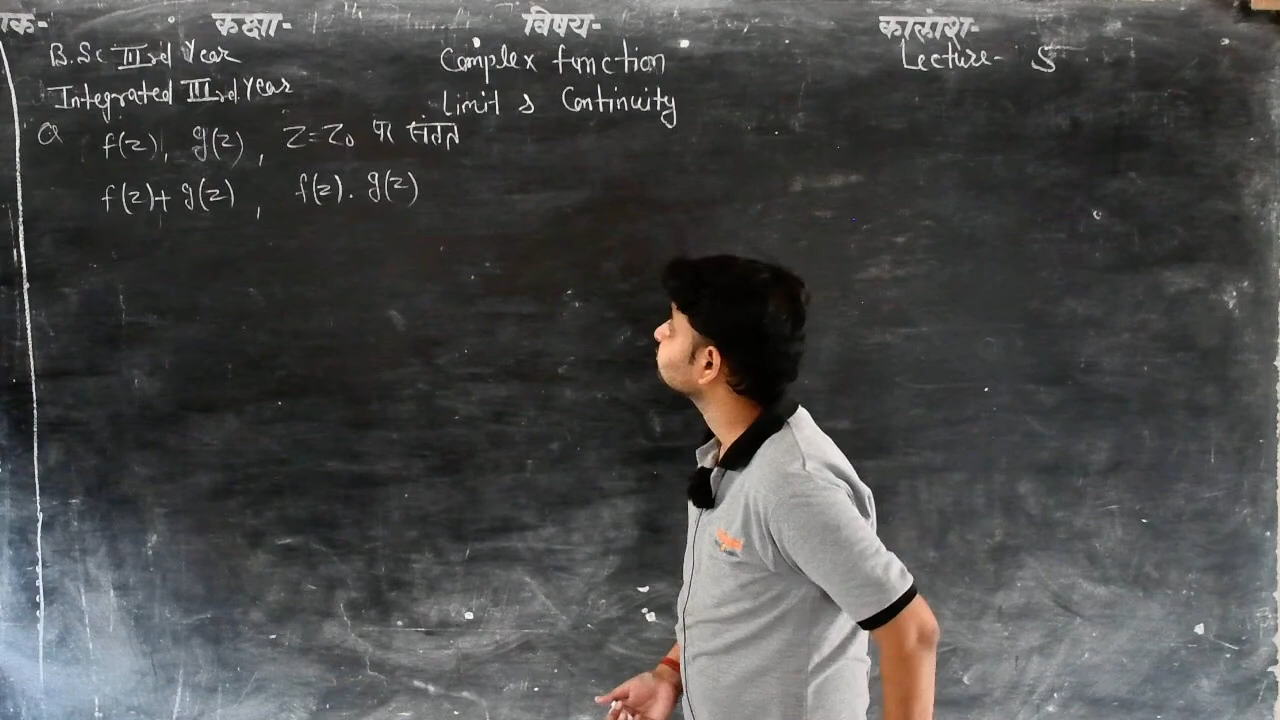 क- कक्षा- विषय- कालांश-
B.Sc IIIrd Year Complex function Lecture- 5
Integrated IIIrd Year Limit & Continuity
Q f(z), g(z), z=z₀ पर संतत
f(z)+g(z), f(z).g(z)